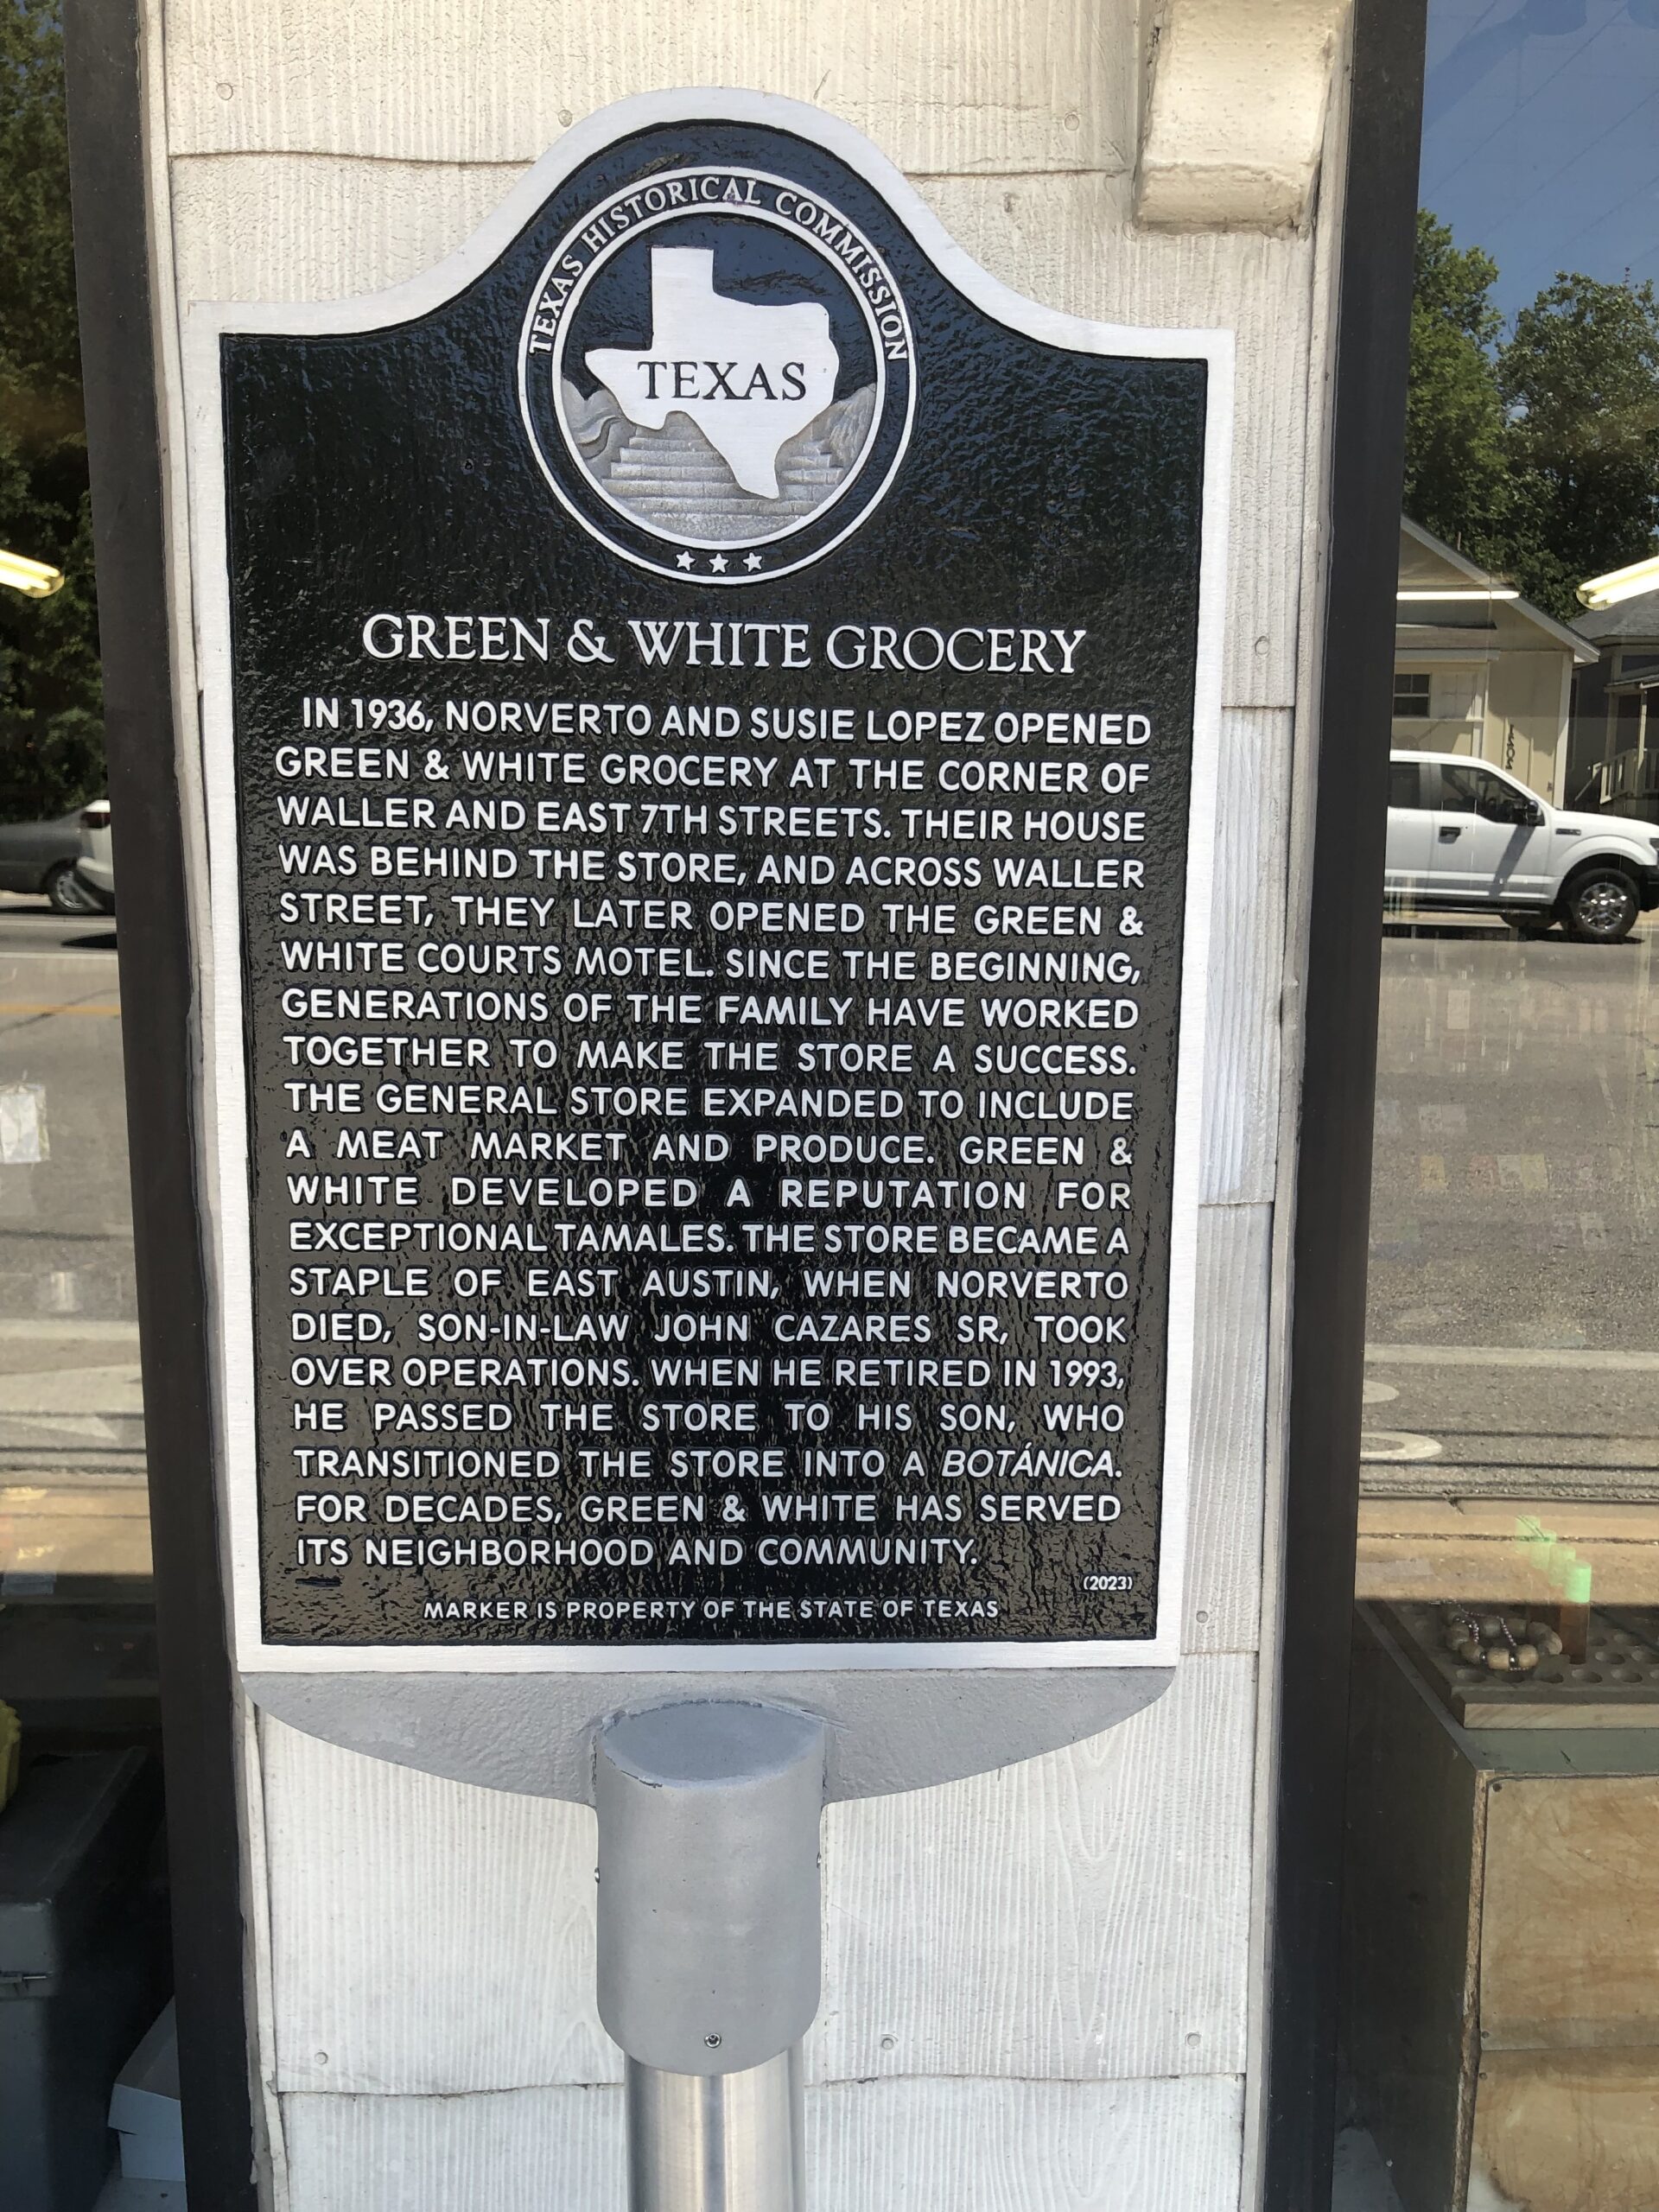 TEXAS HISTORICAL COMMISSION
TEXAS
GREEN & WHITE GROCERY
IN 1936, NORVERTO AND SUSIE LOPEZ OPENED
GREEN & WHITE GROCERY AT THE CORNER OF
WALLER AND EAST 7TH STREETS. THEIR HOUSE
WAS BEHIND THE STORE, AND ACROSS WALLER
STREET, THEY LATER OPENED THE GREEN &
WHITE COURTS MOTEL. SINCE THE BEGINNING,
GENERATIONS OF THE FAMILY HAVE WORKED
TOGETHER TO MAKE THE STORE A SUCCESS.
THE GENERAL STORE EXPANDED TO INCLUDE
A MEAT MARKET AND PRODUCE. GREEN &
WHITE DEVELOPED A REPUTATION FOR
EXCEPTIONAL TAMALES. THE STORE BECAME A
STAPLE OF EAST AUSTIN, WHEN NORVERTO
DIED, SON-IN-LAW JOHN CAZARES SR, TOOK
OVER OPERATIONS. WHEN HE RETIRED IN 1993,
HE PASSED THE STORE TO HIS SON, WHO
TRANSITIONED THE STORE INTO A BOTÁNICA.
FOR DECADES, GREEN & WHITE HAS SERVED
ITS NEIGHBORHOOD AND COMMUNITY.
(2023)
MARKER IS PROPERTY OF THE STATE OF TEXAS